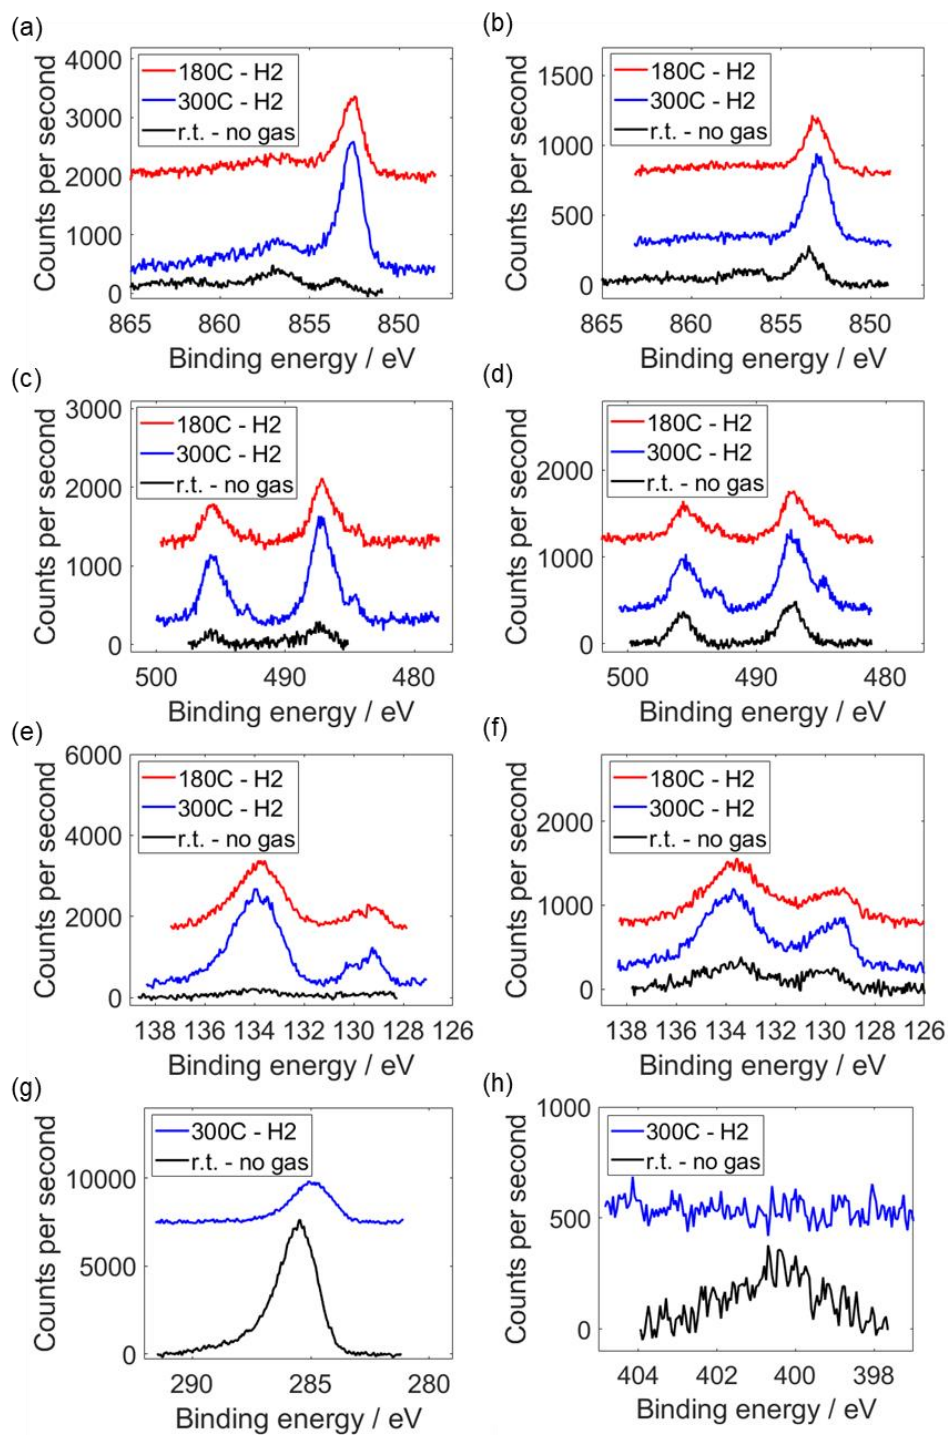 (a)
Counts per second
4000
3000
2000
1000
0
180C - H2
300C - H2
r.t. - no gas
865 860 855 850
Binding energy / eV
(b)
Counts per second
1500
1000
500
0
180C - H2
300C - H2
r.t. - no gas
865 860 855 850
Binding energy / eV
(c)
Counts per second
3000
2000
1000
0
180C - H2
300C - H2
r.t. - no gas
500 490 480
Binding energy / eV
(d)
Counts per second
2000
1000
0
180C - H2
300C - H2
r.t. - no gas
500 490 480
Binding energy / eV
(e)
Counts per second
6000
4000
2000
0
180C - H2
300C - H2
r.t. - no gas
138 136 134 132 130 128 126
Binding energy / eV
(f)
Counts per second
2000
1000
0
180C - H2
300C - H2
r.t. - no gas
138 136 134 132 130 128 126
Binding energy / eV
(g)
Counts per second
10000
5000
0
300C - H2
r.t. - no gas
290 285 280
Binding energy / eV
(h)
Counts per second
1000
500
0
300C - H2
r.t. - no gas
404 402 400 398
Binding energy / eV